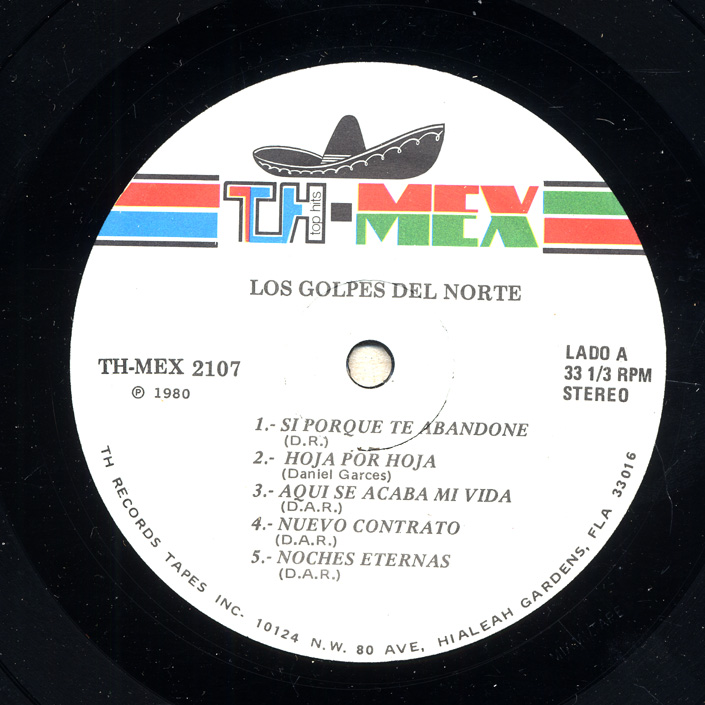 TH top hits - MEX
MEX
LOS GOLPES DEL NORTE
TH-MEX 2107
℗ 1980
LADO A
33 1/3 RPM
STEREO
1.- SI PORQUE TE ABANDONE
(D.R.)
2.- HOJA POR HOJA
(Daniel Garces)
3.- AQUI SE ACABA MI VIDA
(D.A.R.)
4.- NUEVO CONTRATO
(D.A.R.)
5.- NOCHES ETERNAS
(D.A.R.)
TH RECORDS TAPES INC. 10124 N.W. 80 AVE, HIALEAH GARDENS, FLA 33016